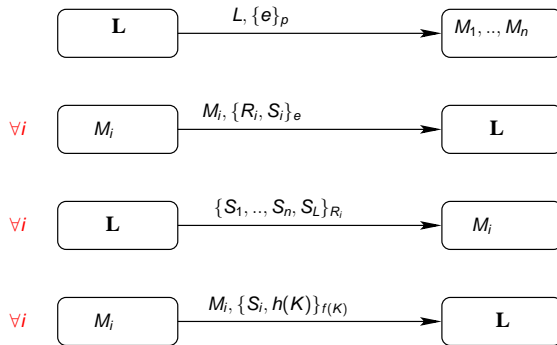 L L, {e}p M1, .., Mn
∀i Mi Mi, {Ri, Si}e L
∀i L {S1, .., Sn, SL}Ri Mi
∀i Mi Mi, {Si, h(K)}f(K) L